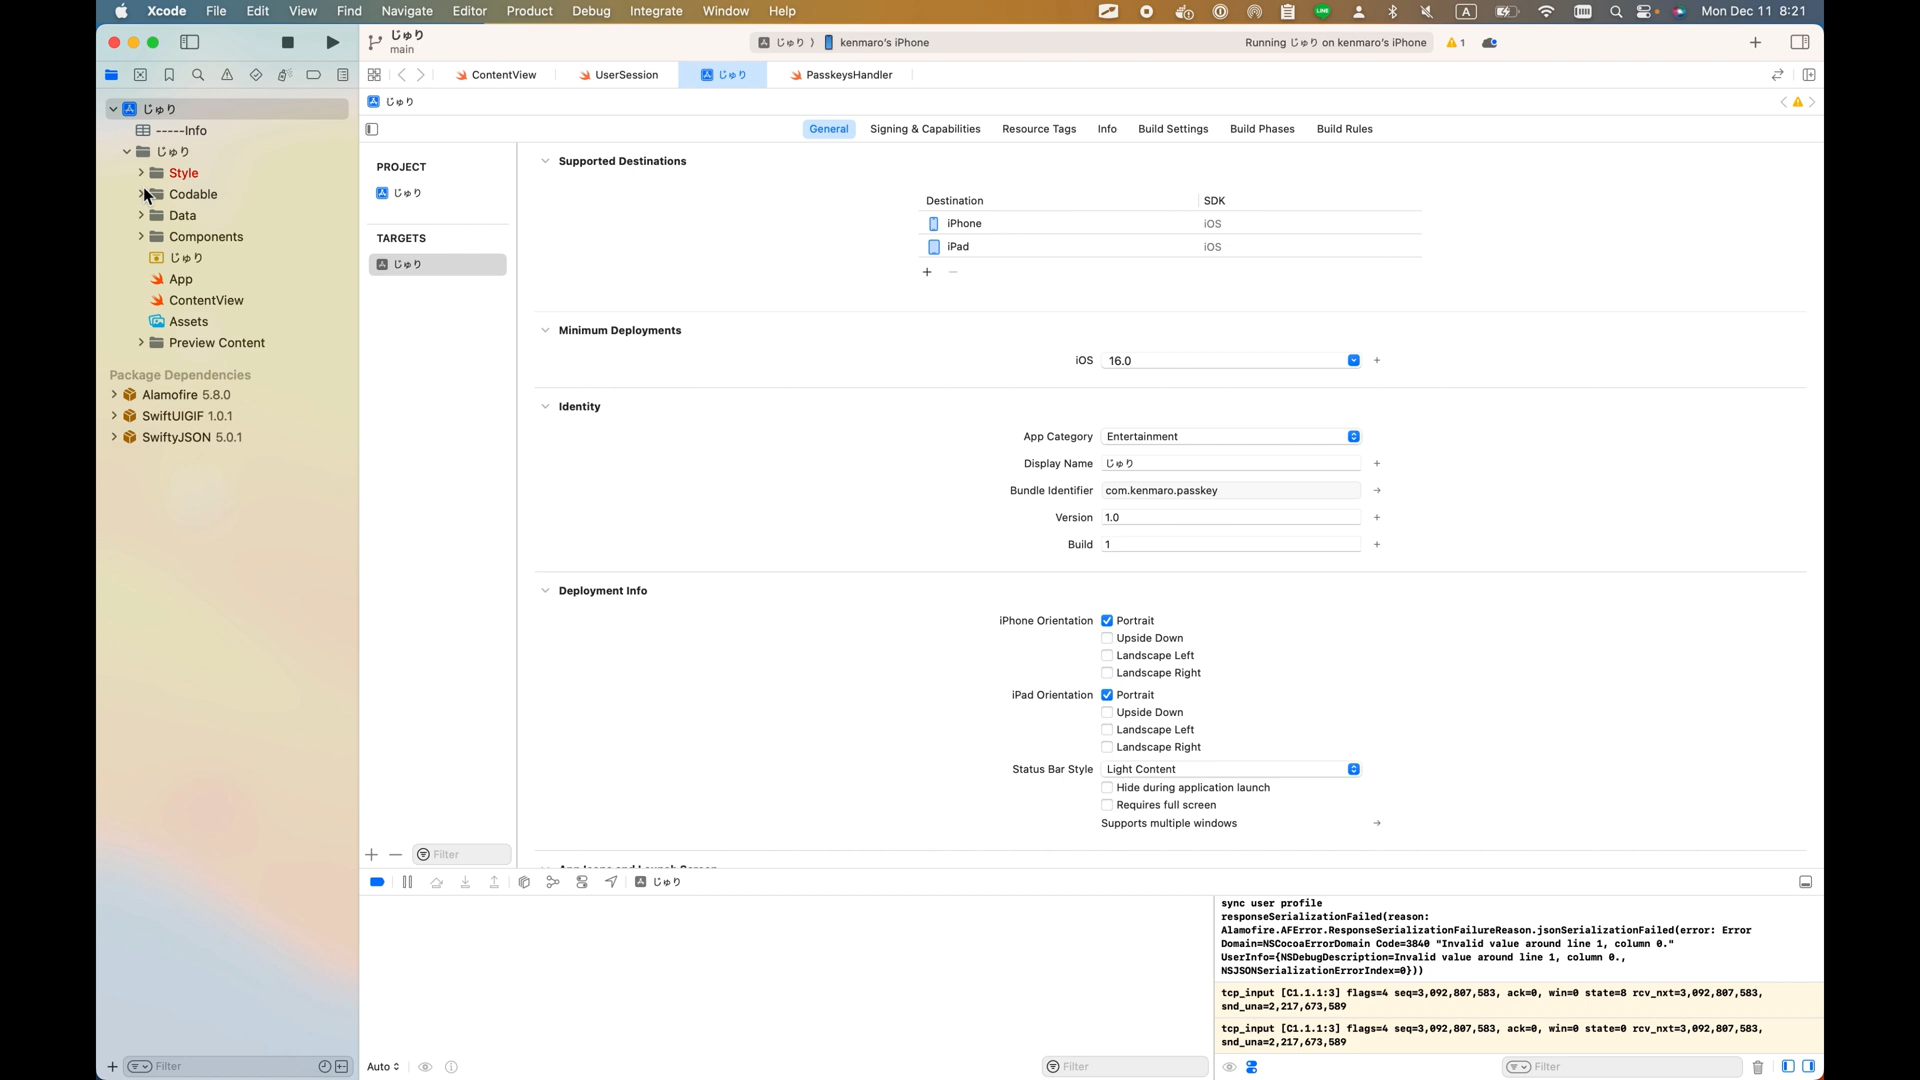 Xcode File Edit View Find Navigate Editor Product Debug Integrate Window Help LINE A Mon Dec 11 8:21
じゅり
main
じゅり 〉 kenmaro's iPhone
Running じゅり on kenmaro's iPhone 1
ContentView UserSession じゅり PasskeysHandler
じゅり
General Signing & Capabilities Resource Tags Info Build Settings Build Phases Build Rules
じゅり
-----Info
じゅり
Style
Codable
Data
Components
じゅり
App
ContentView
Assets
Preview Content
Package Dependencies
Alamofire 5.8.0
SwiftUIGIF 1.0.1
SwiftyJSON 5.0.1
Filter
PROJECT
じゅり
TARGETS
じゅり
Filter
Supported Destinations
Destination SDK
iPhone iOS
iPad iOS
Minimum Deployments
iOS 16.0
Identity
App Category Entertainment
Display Name じゅり
Bundle Identifier com.kenmaro.passkey
Version 1.0
Build 1
Deployment Info
iPhone Orientation Portrait
Upside Down
Landscape Left
Landscape Right
iPad Orientation Portrait
Upside Down
Landscape Left
Landscape Right
Status Bar Style Light Content
Hide during application launch
Requires full screen
Supports multiple windows
じゅり
sync user profile
responseSerializationFailed(reason:
Alamofire.AFError.ResponseSerializationFailureReason.jsonSerializationFailed(error: Error
Domain=NSCocoaErrorDomain Code=3840 "Invalid value around line 1, column 0."
UserInfo={NSDebugDescription=Invalid value around line 1, column 0.,
NSJSONSerializationErrorIndex=0}))
tcp_input [C1.1.1:3] flags=4 seq=3,092,807,583, ack=0, win=0 state=8 rcv_nxt=3,092,807,583,
snd_una=2,217,673,589
tcp_input [C1.1.1:3] flags=4 seq=3,092,807,583, ack=0, win=0 state=0 rcv_nxt=3,092,807,583,
snd_una=2,217,673,589
Auto
Filter
Filter